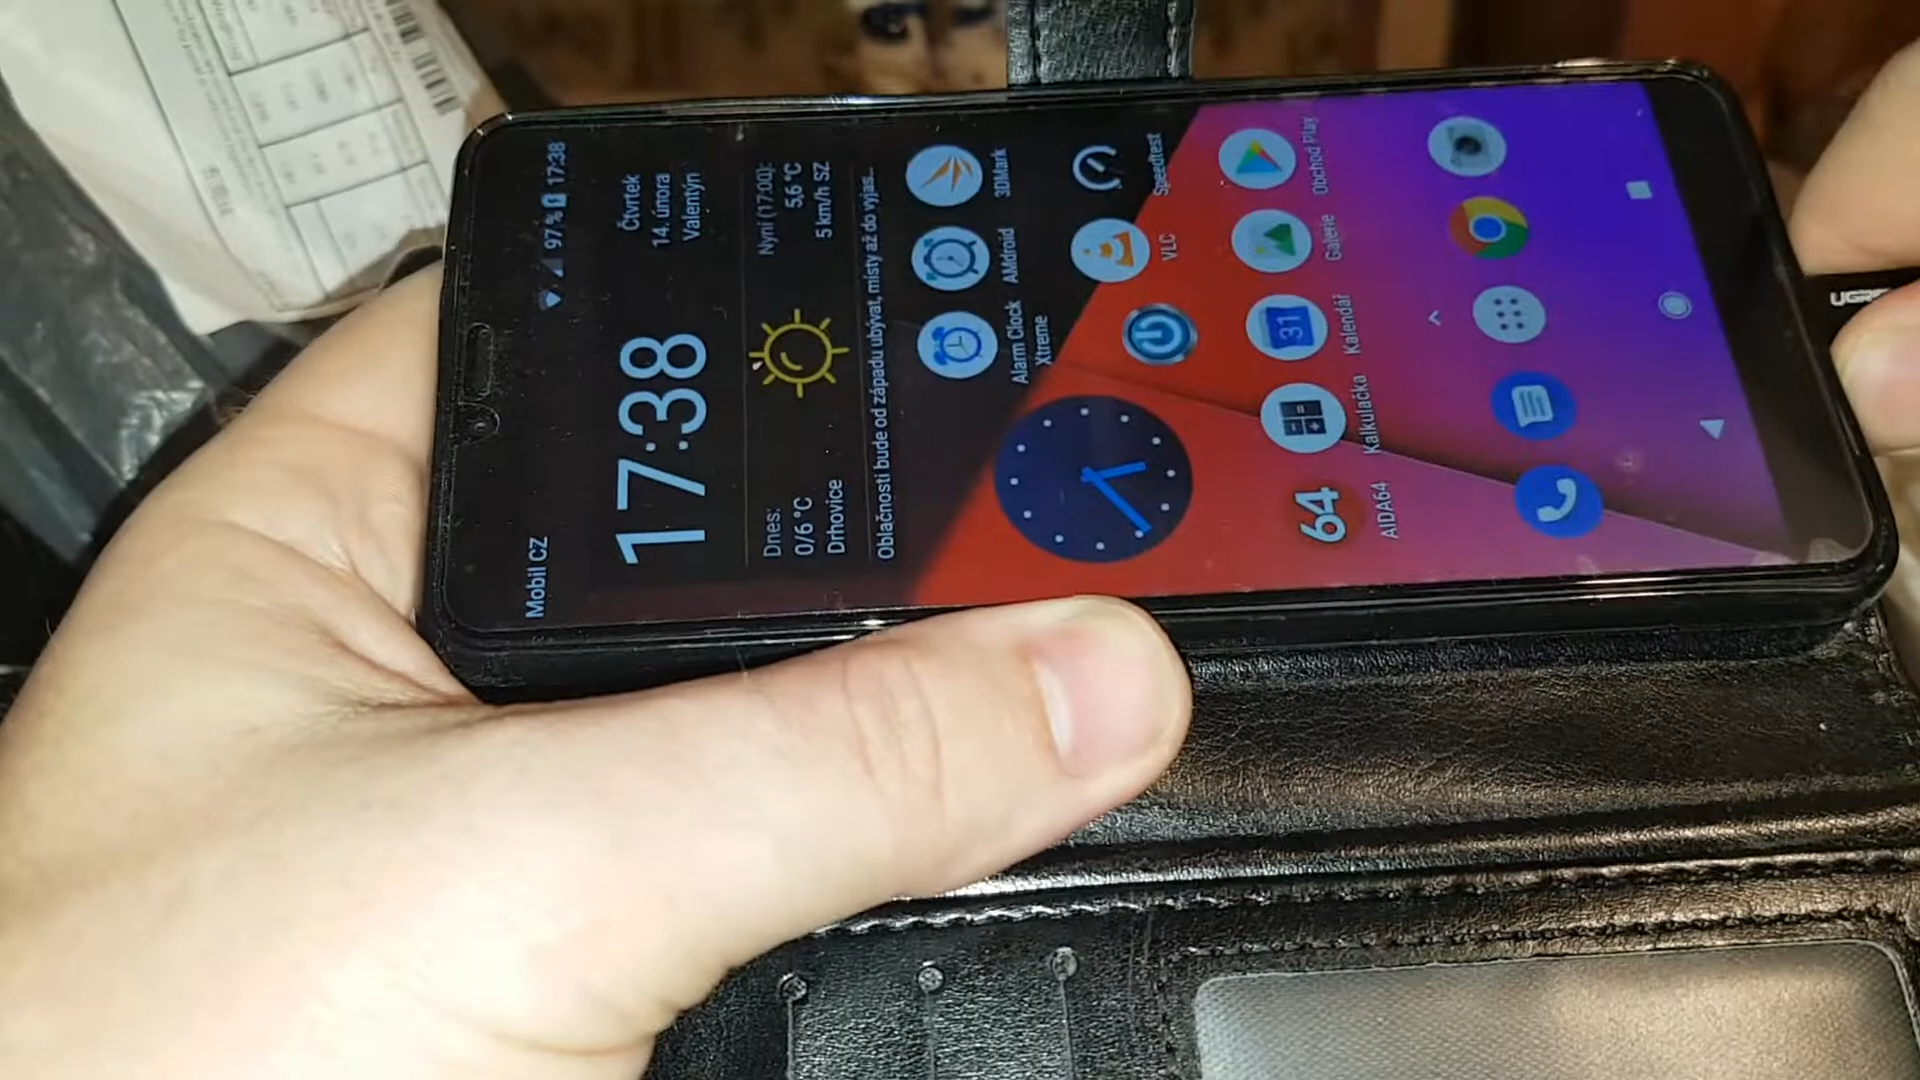 Mobil CZ
97 % 17:38
17:38
Čtvrtek
14. února
Valentýn
Dnes:
0/6 °C
Drhovice
Nyní (17:00):
5,6 °C
5 km/h SZ
Oblačnosti bude od západu ubývat, místy až do vyjas...
Alarm Clock
Xtreme
AMdroid
3DMark
VLC
Speedtest
64
AIDA64
Kalkulačka
31
Kalendář
Galerie
Obchod Play